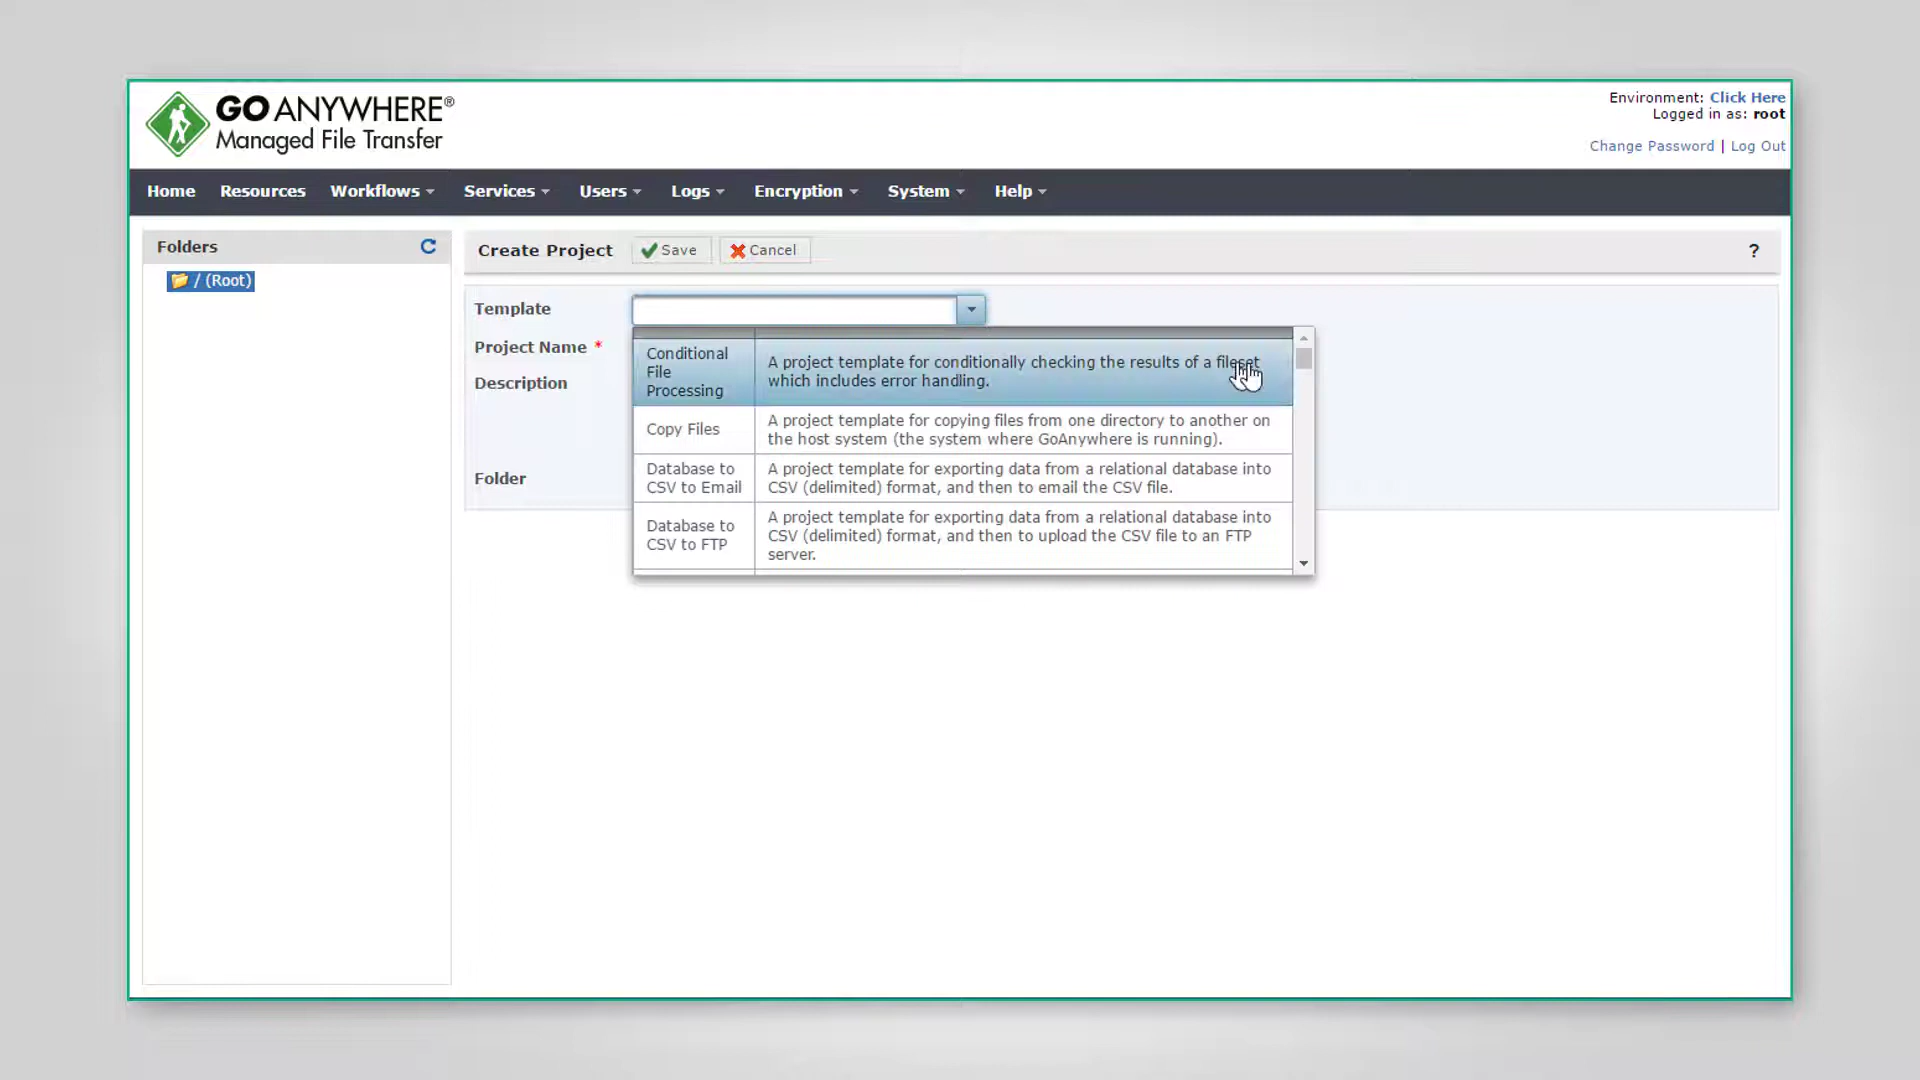 GO ANYWHERE®
Managed File Transfer
Environment: Click Here
Logged in as: root
Change Password | Log Out
Home Resources Workflows Services Users Logs Encryption System Help
Folders
/ (Root)
Create Project Save Cancel ?
Template
Project Name *
Description
Folder
Conditional
File
Processing
A project template for conditionally checking the results of a fileset
which includes error handling.
Copy Files
A project template for copying files from one directory to another on
the host system (the system where GoAnywhere is running).
Database to
CSV to Email
A project template for exporting data from a relational database into
CSV (delimited) format, and then to email the CSV file.
Database to
CSV to FTP
A project template for exporting data from a relational database into
CSV (delimited) format, and then to upload the CSV file to an FTP
server.